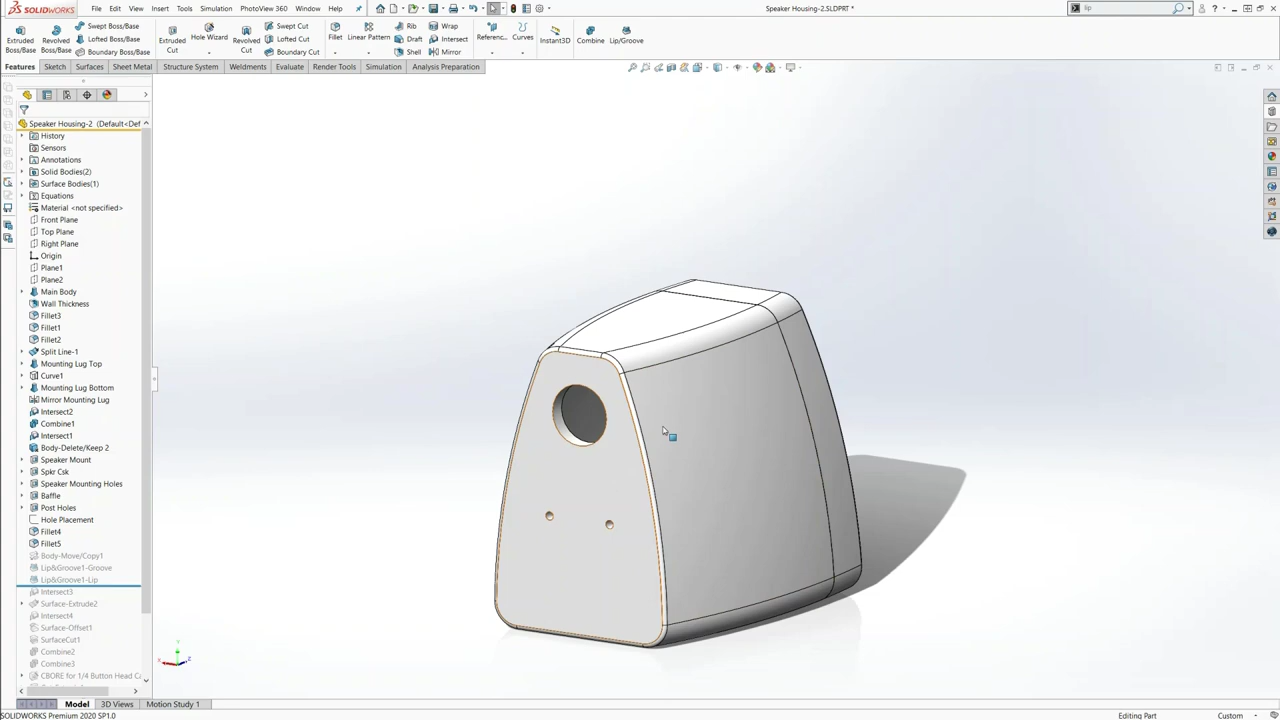 SOLIDWORKS File Edit View Insert Tools Simulation PhotoView 360 Window Help Speaker Housing-2.SLDPRT * lip
Extruded Boss/Base
Revolved Boss/Base
Swept Boss/Base
Lofted Boss/Base
Boundary Boss/Base
Extruded Cut
Hole Wizard
Revolved Cut
Swept Cut
Lofted Cut
Boundary Cut
Fillet
Linear Pattern
Rib
Draft
Shell
Wrap
Intersect
Mirror
Referenc...
Curves
Instant3D
Combine
Lip/Groove
Features Sketch Surfaces Sheet Metal Structure System Weldments Evaluate Render Tools Simulation Analysis Preparation
Speaker Housing-2 (Default<Def
History
Sensors
Annotations
Solid Bodies(2)
Surface Bodies(1)
Equations
Material <not specified>
Front Plane
Top Plane
Right Plane
Origin
Plane1
Plane2
Main Body
Wall Thickness
Fillet3
Fillet1
Fillet2
Split Line-1
Mounting Lug Top
Curve1
Mounting Lug Bottom
Mirror Mounting Lug
Intersect2
Combine1
Intersect1
Body-Delete/Keep 2
Speaker Mount
Spkr Csk
Speaker Mounting Holes
Baffle
Post Holes
Hole Placement
Fillet4
Fillet5
Body-Move/Copy1
Lip&Groove1-Groove
Lip&Groove1-Lip
Intersect3
Surface-Extrude2
Intersect4
Surface-Offset1
SurfaceCut1
Combine2
Combine3
CBORE for 1/4 Button Head Ca
Y
X
Z
Model 3D Views Motion Study 1
SOLIDWORKS Premium 2020 SP1.0 Editing Part Custom